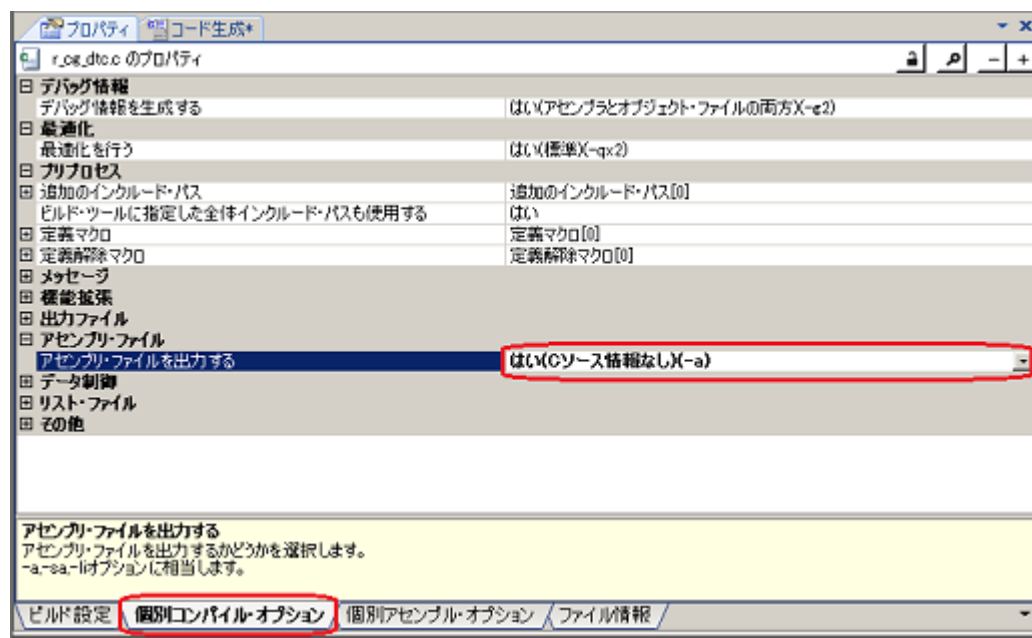 プロパティ コード生成*
r_cg_dtc.c のプロパティ
デバッグ情報
デバッグ情報を生成する はい(アセンブラとオブジェクト・ファイルの両方)(-g2)
最適化
最適化を行う はい(標準)(-qx2)
プリプロセス
追加のインクルード・パス 追加のインクルード・パス[0]
ビルド・ツールに指定した全体インクルード・パスも使用する はい
定義マクロ 定義マクロ[0]
定義解除マクロ 定義解除マクロ[0]
メッセージ
機能拡張
出力ファイル
アセンブリ・ファイル
アセンブリ・ファイルを出力する はい(Cソース情報なし)(-a)
データ制御
リスト・ファイル
その他
アセンブリ・ファイルを出力する
アセンブリ・ファイルを出力するかどうかを選択します。
-a,-sa,-liオプションに相当します。
ビルド設定 個別コンパイル・オプション 個別アセンブル・オプション ファイル情報